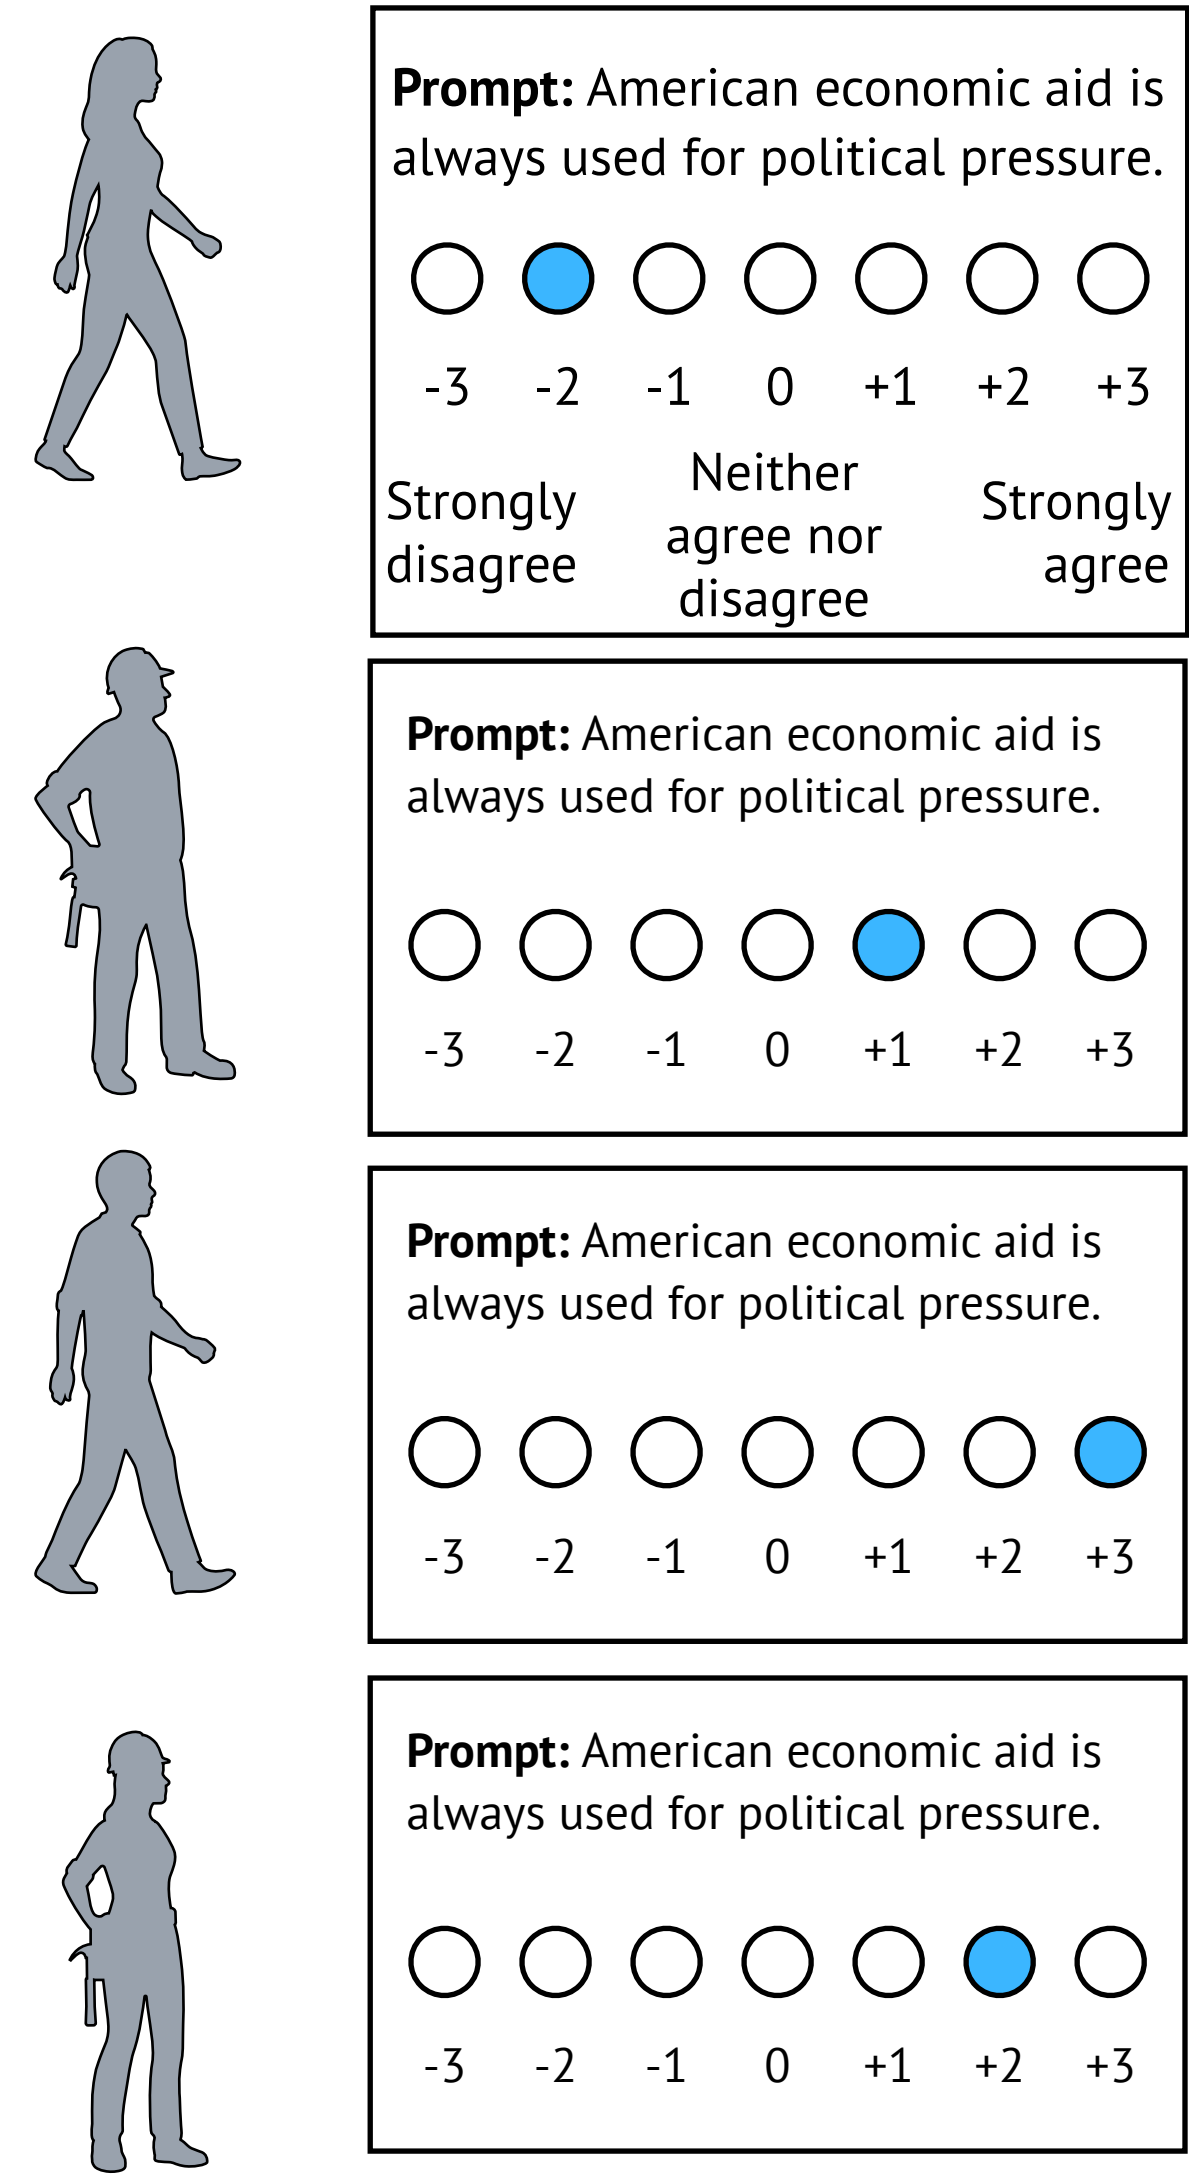 Prompt: American economic aid is
always used for political pressure.
-3 -2 -1 0 +1 +2 +3
Strongly
disagree
Neither
agree nor
disagree
Strongly
agree
Prompt: American economic aid is
always used for political pressure.
-3 -2 -1 0 +1 +2 +3
Prompt: American economic aid is
always used for political pressure.
-3 -2 -1 0 +1 +2 +3
Prompt: American economic aid is
always used for political pressure.
-3 -2 -1 0 +1 +2 +3